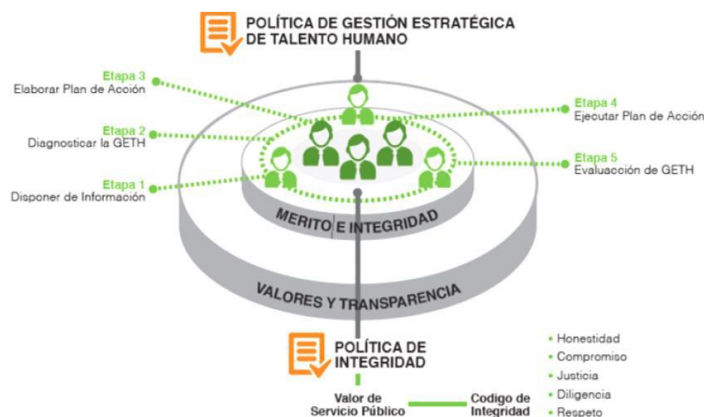 POLÍTICA DE GESTIÓN ESTRATÉGICA
DE TALENTO HUMANO
Etapa 3
Elaborar Plan de Acción
Etapa 4
Ejecutar Plan de Acción
Etapa 2
Diagnosticar la GETH
Etapa 5
Evaluacción de GETH
Etapa 1
Disponer de Información
MERITO E INTEGRIDAD
VALORES Y TRANSPARENCIA
POLÍTICA DE
INTEGRIDAD
Valor de
Servicio Público
Codigo de
Integridad
• Honestidad
• Compromiso
• Justicia
• Diligencia
• Respeto